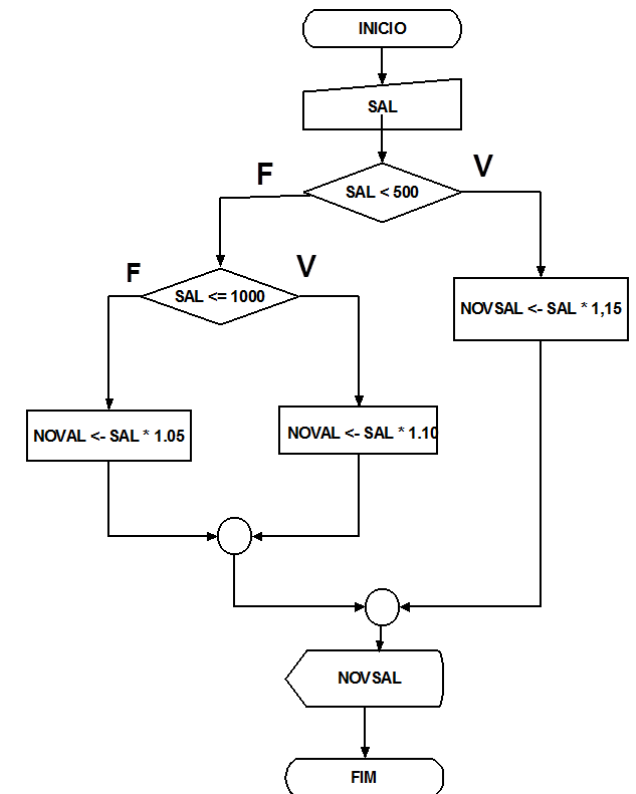 INICIO
SAL
F
V
SAL < 500
F
V
SAL <= 1000
NOVSAL <- SAL * 1,15
NOVAL <- SAL * 1.05
NOVAL <- SAL * 1.10
NOVSAL
FIM